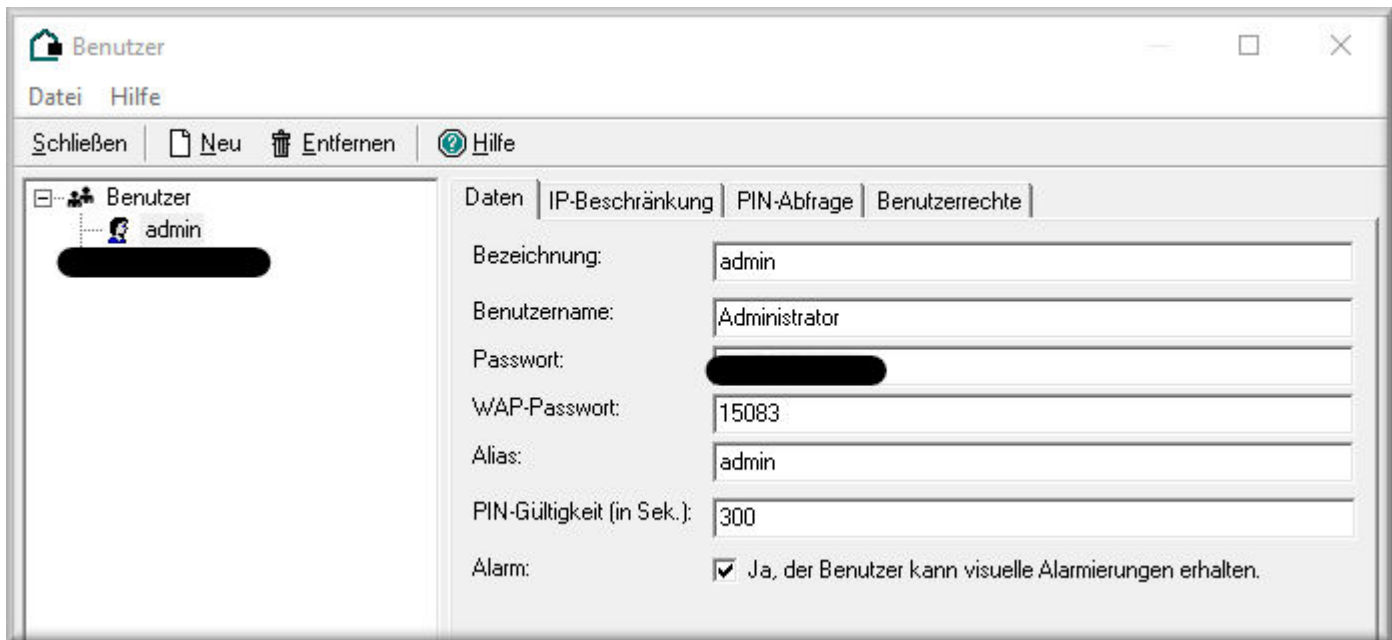 Benutzer
Datei Hilfe
Schließen Neu Entfernen Hilfe
Benutzer
admin
Daten IP-Beschränkung PIN-Abfrage Benutzerrechte
Bezeichnung: admin
Benutzername: Administrator
Passwort:
WAP-Passwort: 15083
Alias: admin
PIN-Gültigkeit (in Sek.): 300
Alarm: Ja, der Benutzer kann visuelle Alarmierungen erhalten.